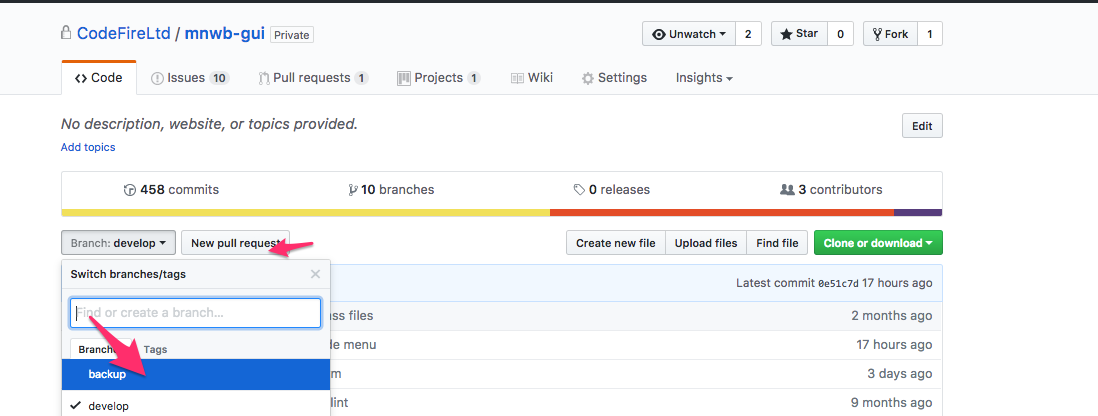 CodeFireLtd / mnwb-gui Private Unwatch 2 Star 0 Fork 1
Code Issues 10 Pull requests 1 Projects 1 Wiki Settings Insights
No description, website, or topics provided. Edit
Add topics
458 commits 10 branches 0 releases 3 contributors
Branch: develop New pull request Create new file Upload files Find file Clone or download
Switch branches/tags Latest commit 0e51c7d 17 hours ago
Find or create a branch... files 2 months ago
Branches Tags menu 17 hours ago
backup 3 days ago
develop lint 9 months ago